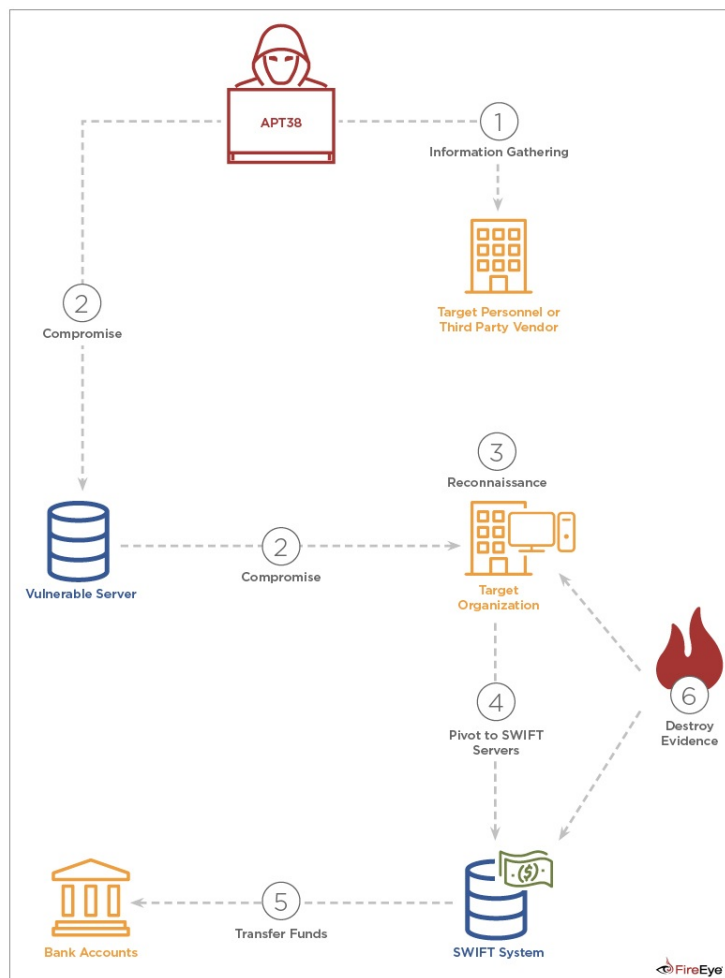 APT38
1
Information Gathering
Target Personnel or
Third Party Vendor
2
Compromise
3
Reconnaissance
Vulnerable Server
2
Compromise
Target
Organization
4
Pivot to SWIFT
Servers
6
Destroy
Evidence
($)
Bank Accounts
5
Transfer Funds
SWIFT System
FireEye